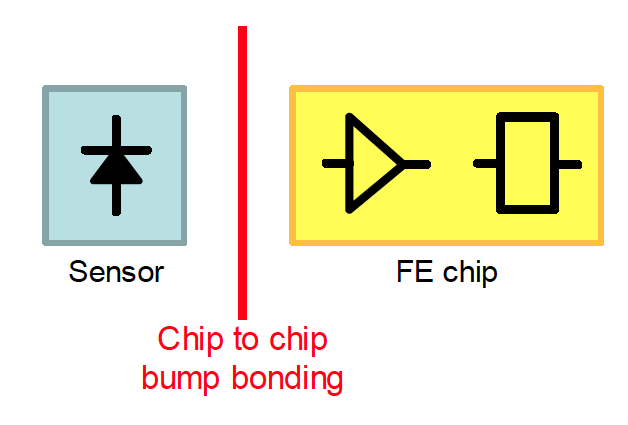 Sensor
FE chip
Chip to chip
bump bonding